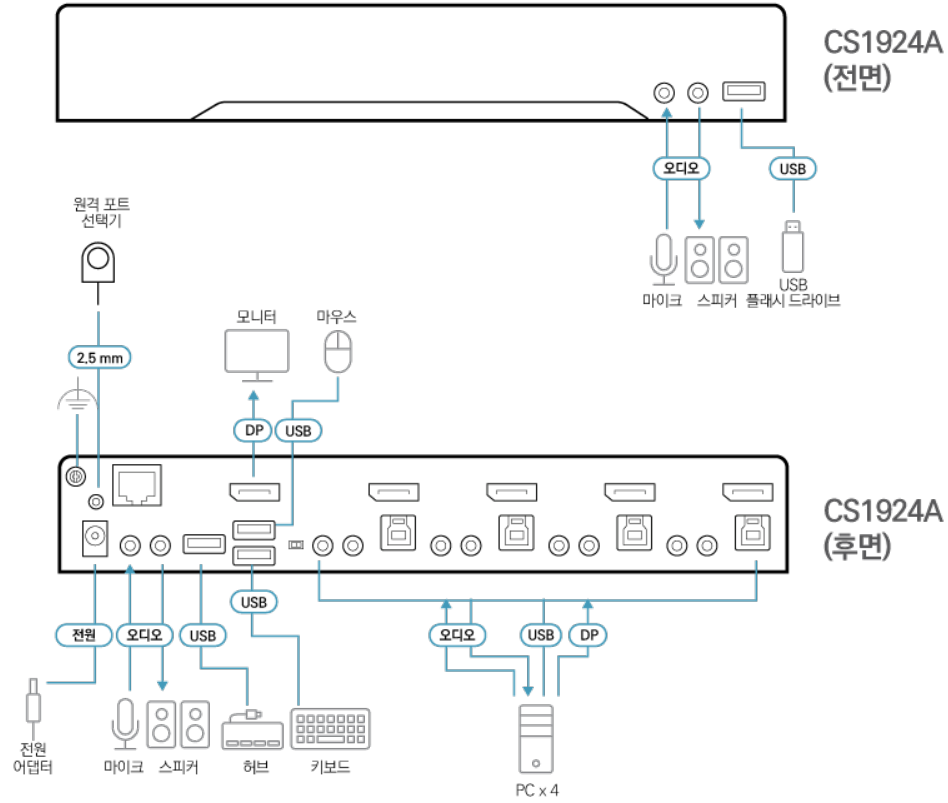 CS1924A
(전면)
오디오
USB
마이크
스피커
USB
플래시 드라이브
원격 포트
선택기
2.5 mm
모니터
마우스
DP
USB
CS1924A
(후면)
전원
오디오
USB
USB
오디오
USB
DP
전원
어댑터
마이크
스피커
허브
키보드
PC x 4